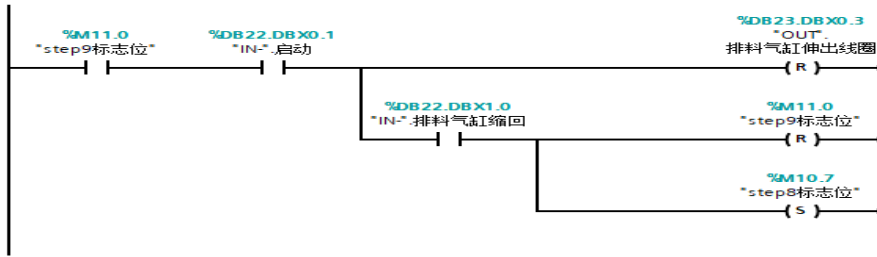 %M11.0
"step9标志位"
%DB22.DBX0.1
"IN-".启动
%DB23.DBX0.3
"OUT".
排料气缸伸出线圈
( R )
%DB22.DBX1.0
"IN-".排料气缸缩回
%M11.0
"step9标志位"
( R )
%M10.7
"step8标志位"
( S )